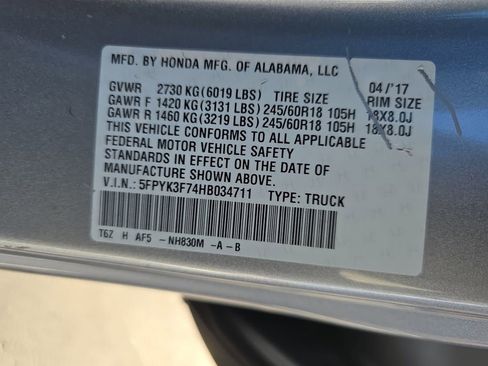 MFD. BY HONDA MFG. OF ALABAMA, LLC
GVWR 2730 KG(6019 LBS) TIRE SIZE 04/'17 RIM SIZE
GAWR F 1420 KG(3131 LBS)245/60R18 105H 18X8.0J
GAWR R 1460 KG(3219 LBS)245/60R18 105H 18X8.0J
THIS VEHICLE CONFORMS TO ALL APPLICABLE
FEDERAL MOTOR VEHICLE SAFETY
STANDARDS IN EFFECT ON THE DATE OF
MANUFACTURE SHOWN ABOVE.
V.I.N.: 5FPYK3F74HB034711 TYPE: TRUCK
T6Z H AF5 -NH830M -A-B